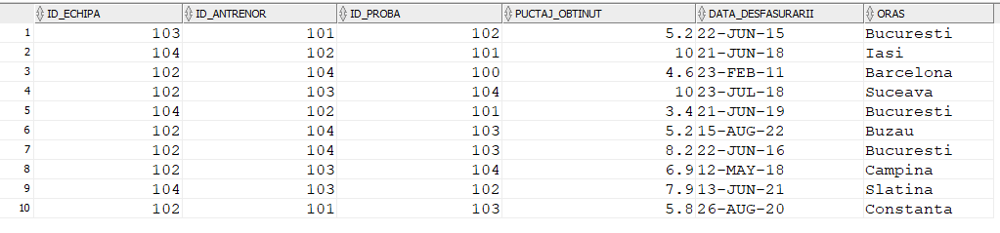 ID_ECHIPA ID_ANTRENOR ID_PROBA PUCTAJ_OBTINUT DATA_DESFASURARII ORAS
1 103 101 102 5.2 22-JUN-15 Bucuresti
2 104 102 101 10 21-JUN-18 Iasi
3 102 104 100 4.6 23-FEB-11 Barcelona
4 102 103 104 10 23-JUL-18 Suceava
5 104 102 101 3.4 21-JUN-19 Bucuresti
6 102 104 103 5.2 15-AUG-22 Buzau
7 102 104 103 8.2 22-JUN-16 Bucuresti
8 102 103 104 6.9 12-MAY-18 Campina
9 104 103 102 7.9 13-JUN-21 Slatina
10 102 101 103 5.8 26-AUG-20 Constanta